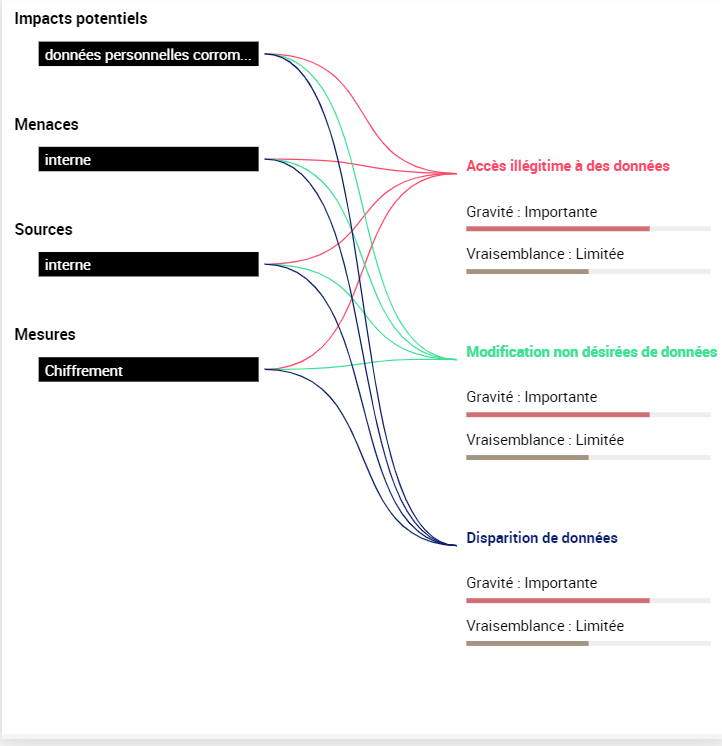 Impacts potentiels
données personnelles corrom...
Menaces
interne
Sources
interne
Mesures
Chiffrement
Accès illégitime à des données
Gravité : Importante
Vraisemblance : Limitée
Modification non désirées de données
Gravité : Importante
Vraisemblance : Limitée
Disparition de données
Gravité : Importante
Vraisemblance : Limitée